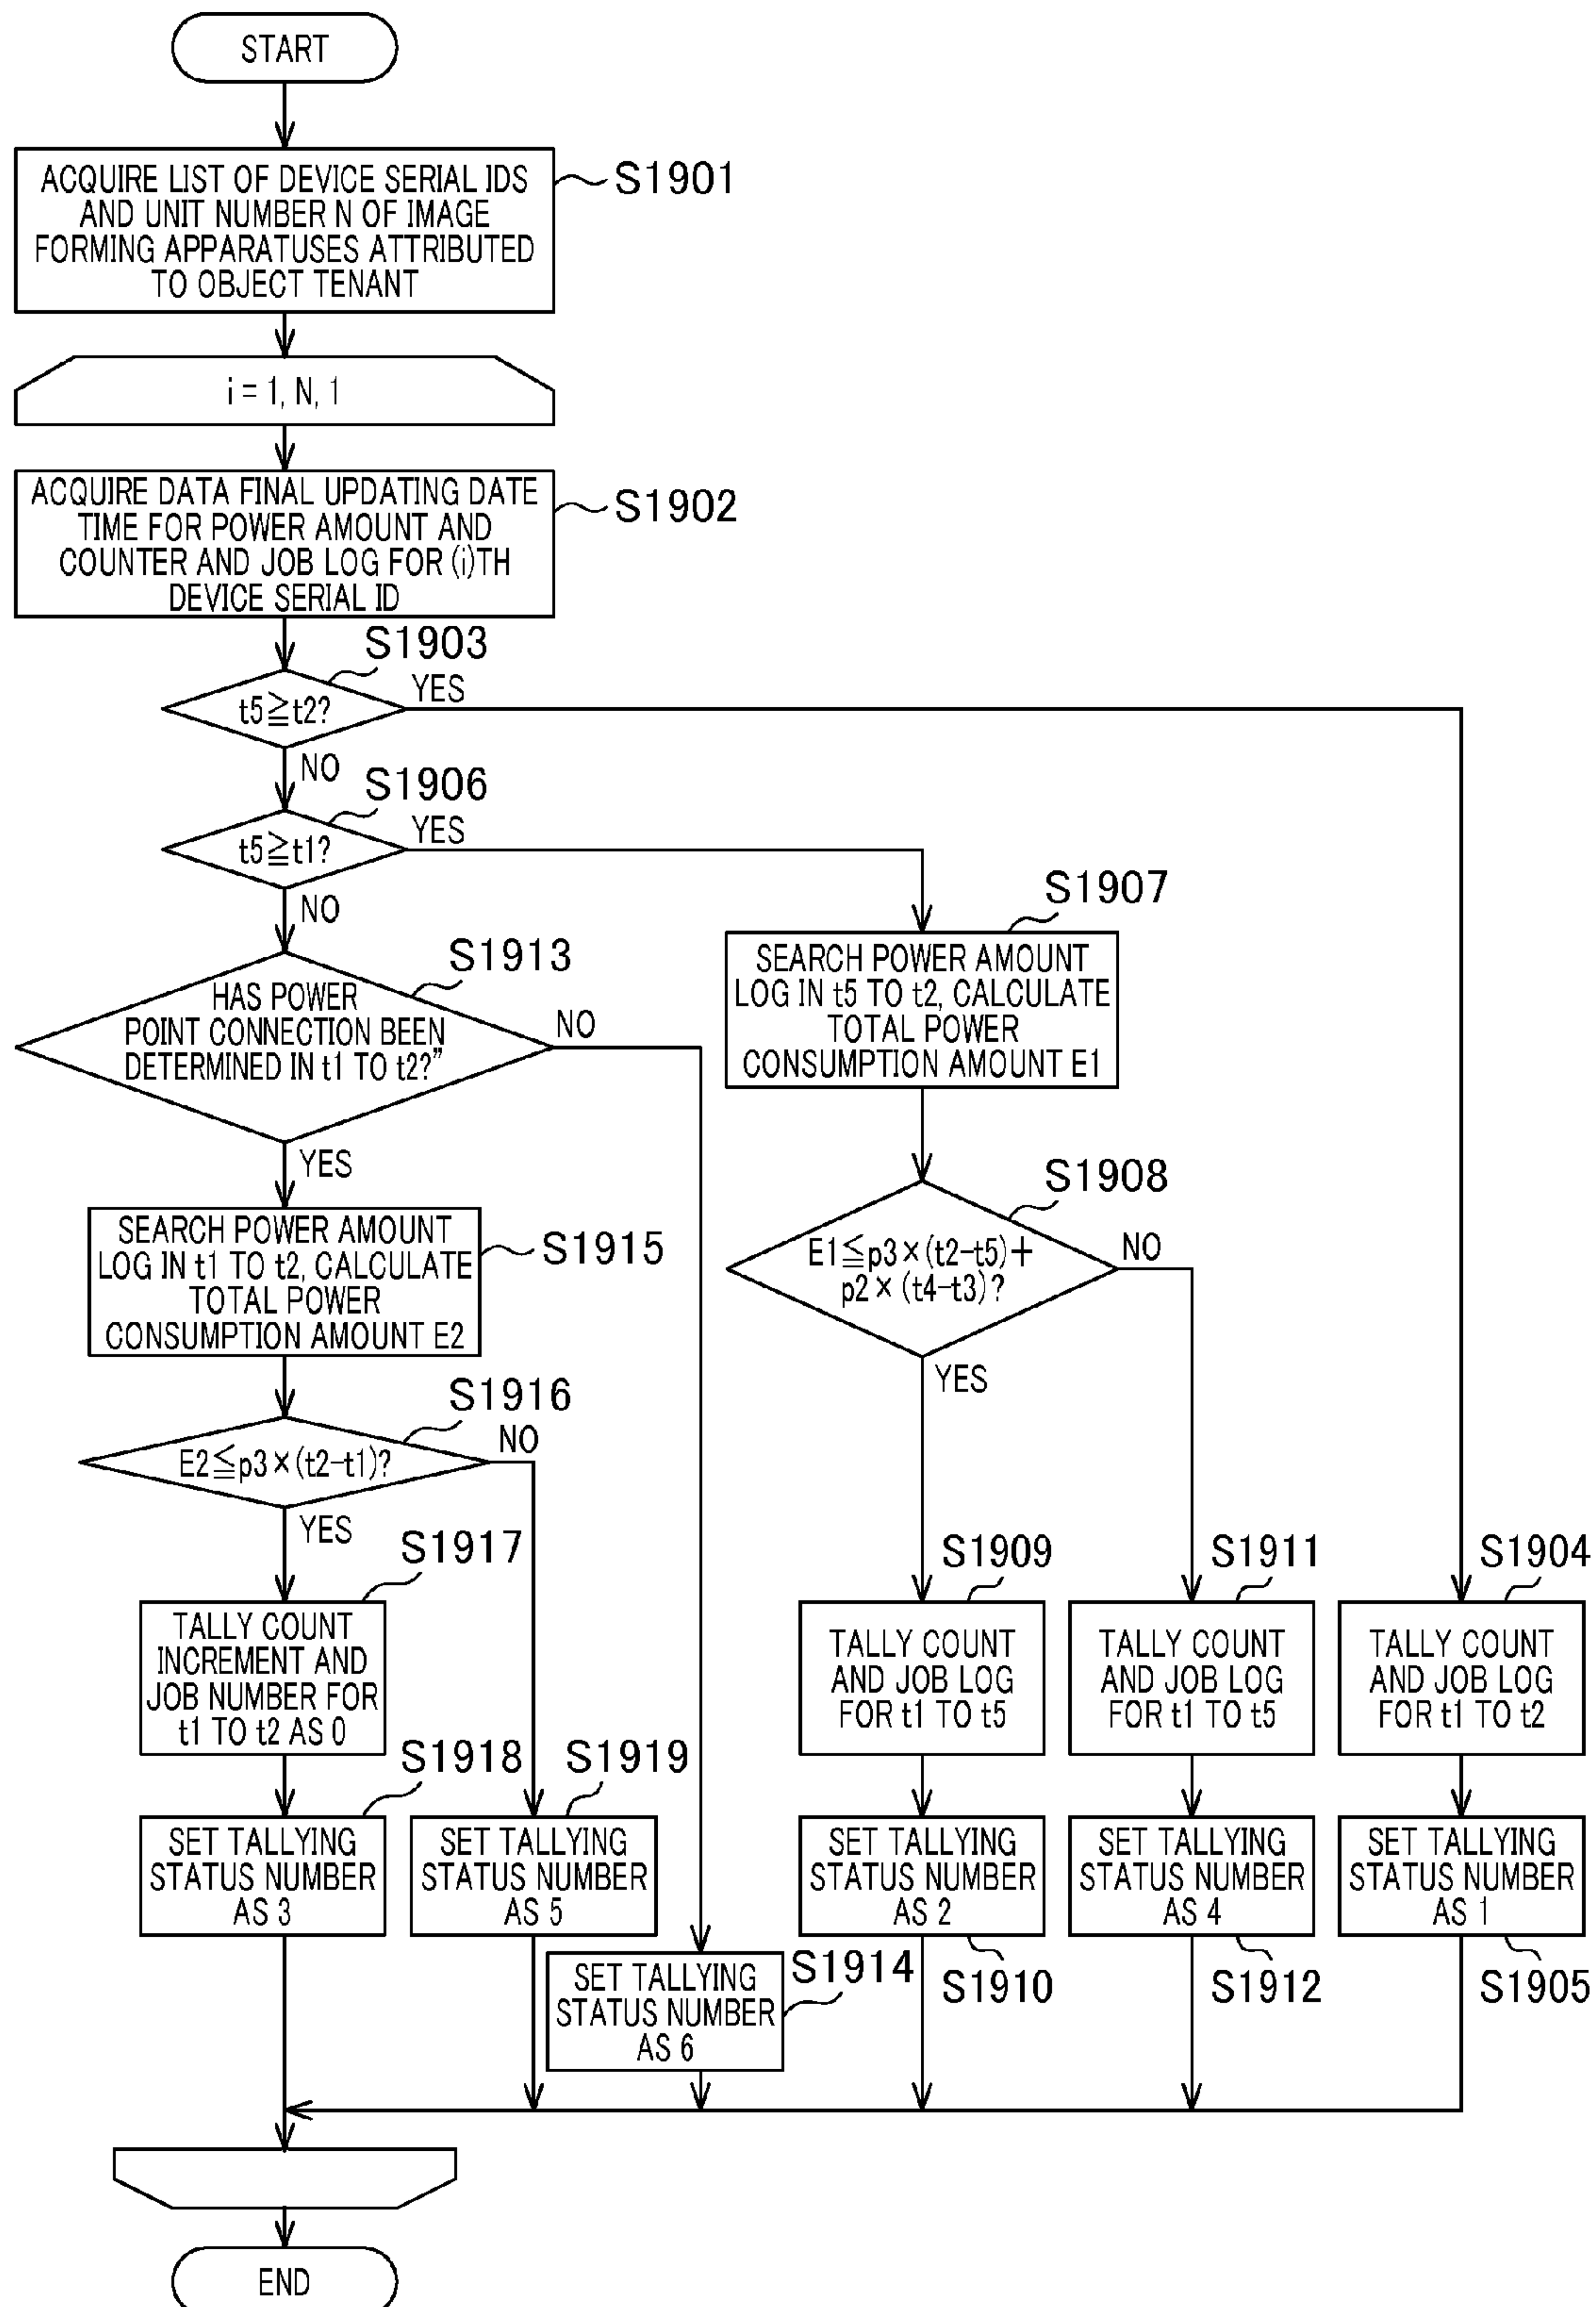 START
ACQUIRE LIST OF DEVICE SERIAL IDS
AND UNIT NUMBER N OF IMAGE
FORMING APPARATUSES ATTRIBUTED
TO OBJECT TENANT
S1901
i = 1, N, 1
ACQUIRE DATA FINAL UPDATING DATE
TIME FOR POWER AMOUNT AND
COUNTER AND JOB LOG FOR (i)TH
DEVICE SERIAL ID
S1902
S1903
t5≧t2?
YES
NO
S1906
t5≧t1?
YES
NO
S1913
HAS POWER
POINT CONNECTION BEEN
DETERMINED IN t1 TO t2?”
NO
YES
S1907
SEARCH POWER AMOUNT
LOG IN t5 TO t2, CALCULATE
TOTAL POWER
CONSUMPTION AMOUNT E1
S1908
E1≦p3×(t2-t5)+
p2×(t4-t3)?
NO
YES
SEARCH POWER AMOUNT
LOG IN t1 TO t2, CALCULATE
TOTAL POWER
CONSUMPTION AMOUNT E2
S1915
S1916
E2≦p3×(t2-t1)?
NO
YES
S1917
TALLY COUNT
INCREMENT AND
JOB NUMBER FOR
t1 TO t2 AS 0
S1909
TALLY COUNT
AND JOB LOG
FOR t1 TO t5
S1911
TALLY COUNT
AND JOB LOG
FOR t1 TO t5
S1904
TALLY COUNT
AND JOB LOG
FOR t1 TO t2
S1918
SET TALLYING
STATUS NUMBER
AS 3
S1919
SET TALLYING
STATUS NUMBER
AS 5
SET TALLYING
STATUS NUMBER
AS 6
S1914
SET TALLYING
STATUS NUMBER
AS 2
S1910
SET TALLYING
STATUS NUMBER
AS 4
S1912
SET TALLYING
STATUS NUMBER
AS 1
S1905
END